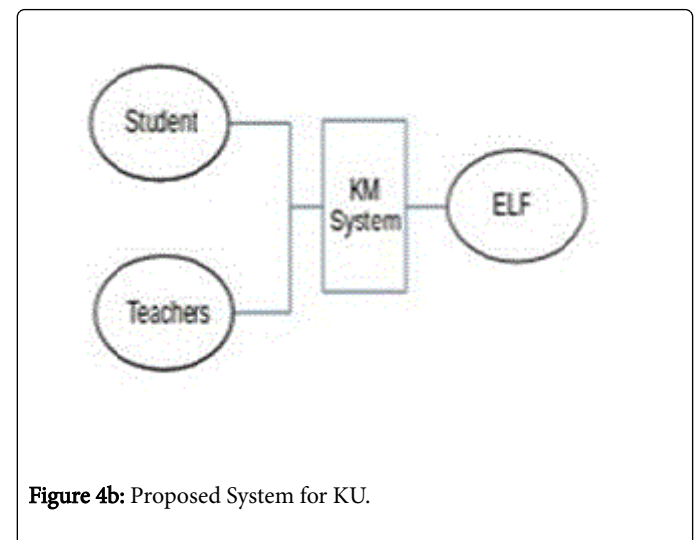 Student
KM
System
ELF
Teachers
Figure 4b: Proposed System for KU.